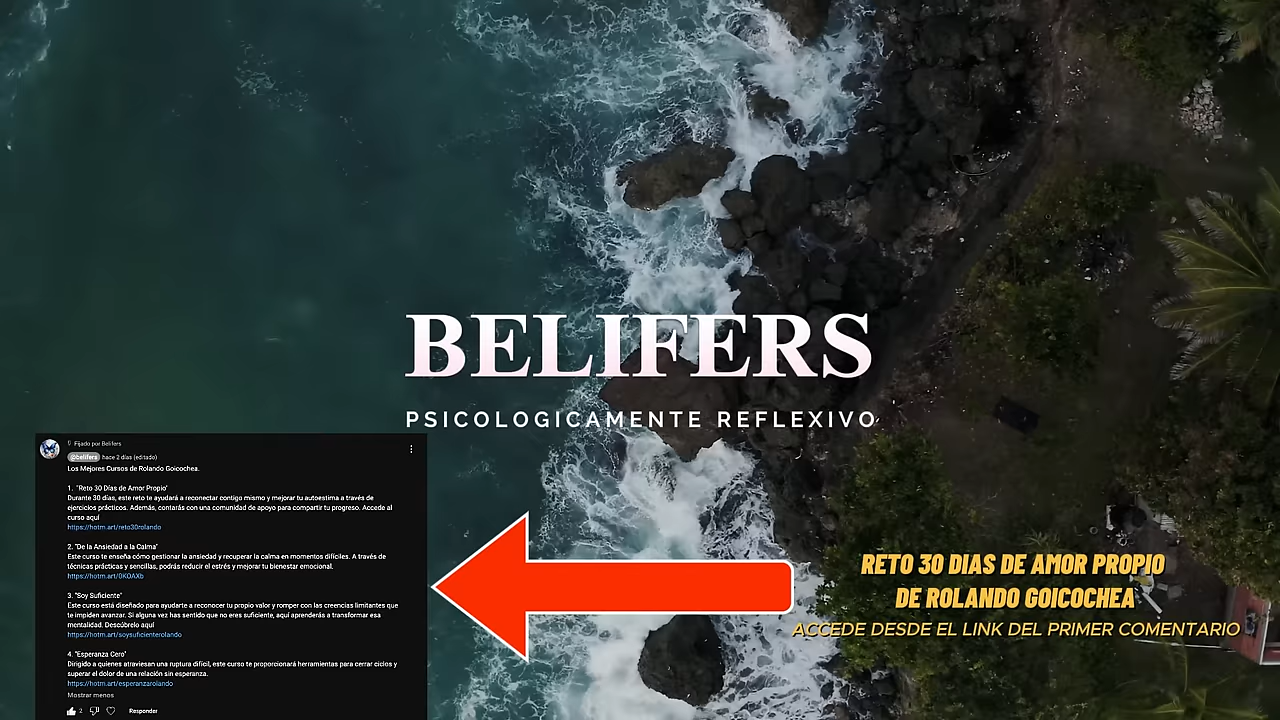 BELIFERS
PSICOLOGICAMENTE REFLEXIVO
Fijado por Belifers
@belifers hace 2 días (editado)
Los Mejores Cursos de Rolando Goicochea.
1. "Reto 30 Días de Amor Propio"
Durante 30 días, este reto te ayudará a reconectar contigo mismo y mejorar tu autoestima a través de
ejercicios prácticos. Además, contarás con una comunidad de apoyo para compartir tu progreso. Accede al
curso aquí
https://hotm.art/reto30rolando
2. "De la Ansiedad a la Calma"
Este curso te enseña cómo gestionar la ansiedad y recuperar la calma en momentos difíciles. A través de
técnicas prácticas y sencillas, podrás reducir el estrés y mejorar tu bienestar emocional.
https://hotm.art/0KOAXb
3. "Soy Suficiente"
Este curso está diseñado para ayudarte a reconocer tu propio valor y romper con las creencias limitantes que
te impiden avanzar. Si alguna vez has sentido que no eres suficiente, aquí aprenderás a transformar esa
mentalidad. Descúbrelo aquí
https://hotm.art/soysuficienterolando
4. "Esperanza Cero"
Dirigido a quienes atraviesan una ruptura difícil, este curso te proporcionará herramientas para cerrar ciclos y
superar el dolor de una relación sin esperanza.
https://hotm.art/esperanzarolando
Mostrar menos
2 Responder
RETO 30 DIAS DE AMOR PROPIO
DE ROLANDO GOICOCHEA
ACCEDE DESDE EL LINK DEL PRIMER COMENTARIO